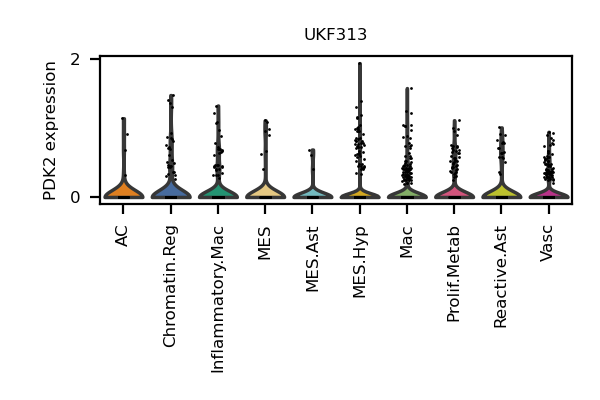 UKF313
PDK2 expression
2
0
AC
Chromatin.Reg
Inflammatory.Mac
MES
MES.Ast
MES.Hyp
Mac
Prolif.Metab
Reactive.Ast
Vasc